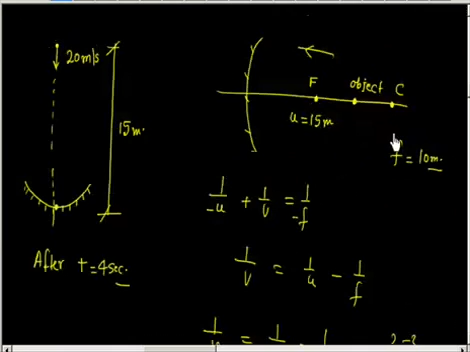 20m/s
15m.
After t=4sec.
F object C
u=15m
f=10m.
1/-u + 1/v = 1/-f
1/v = 1/u - 1/f